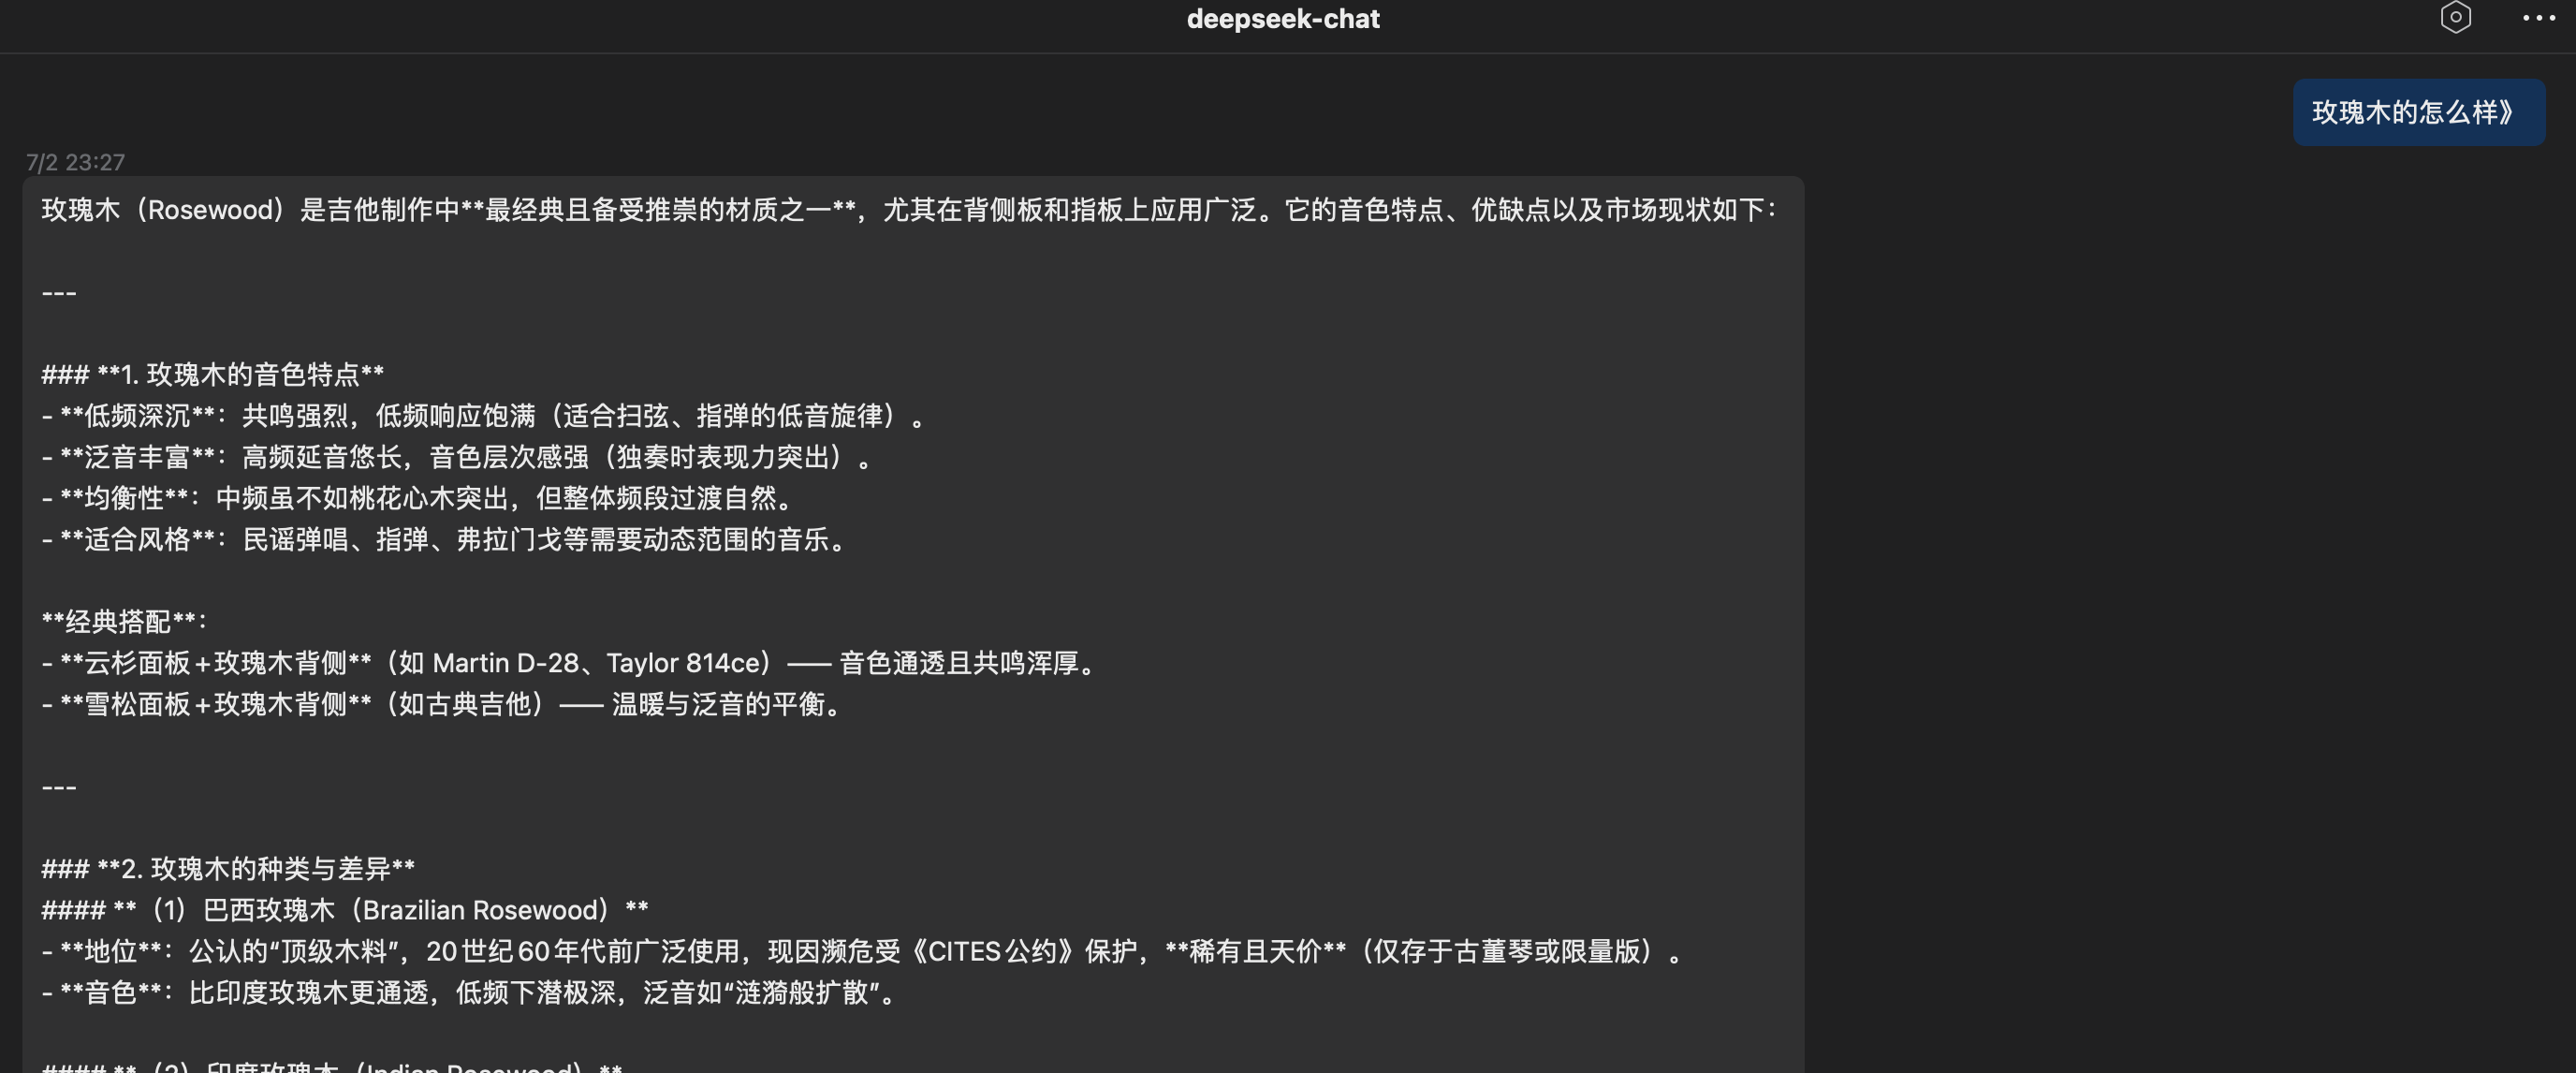 deepseek-chat
玫瑰木的怎么样》
7/2 23:27
玫瑰木（Rosewood）是吉他制作中**最经典且备受推崇的材质之一**，尤其在背侧板和指板上应用广泛。它的音色特点、优缺点以及市场现状如下：
---
### **1. 玫瑰木的音色特点**
- **低频深沉**：共鸣强烈，低频响应饱满（适合扫弦、指弹的低音旋律）。
- **泛音丰富**：高频延音悠长，音色层次感强（独奏时表现力突出）。
- **均衡性**：中频虽不如桃花心木突出，但整体频段过渡自然。
- **适合风格**：民谣弹唱、指弹、弗拉门戈等需要动态范围的音乐。
**经典搭配**：
- **云杉面板+玫瑰木背侧**（如 Martin D-28、Taylor 814ce）—— 音色通透且共鸣浑厚。
- **雪松面板+玫瑰木背侧**（如古典吉他）—— 温暖与泛音的平衡。
---
### **2. 玫瑰木的种类与差异**
#### **（1）巴西玫瑰木（Brazilian Rosewood）**
- **地位**：公认的“顶级木料”，20世纪60年代前广泛使用，现因濒危受《CITES公约》保护，**稀有且天价**（仅存于古董琴或限量版）。
- **音色**：比印度玫瑰木更通透，低频下潜极深，泛音如“涟漪般扩散”。
#### **（2）印度玫瑰木（Indian Rosewood）**